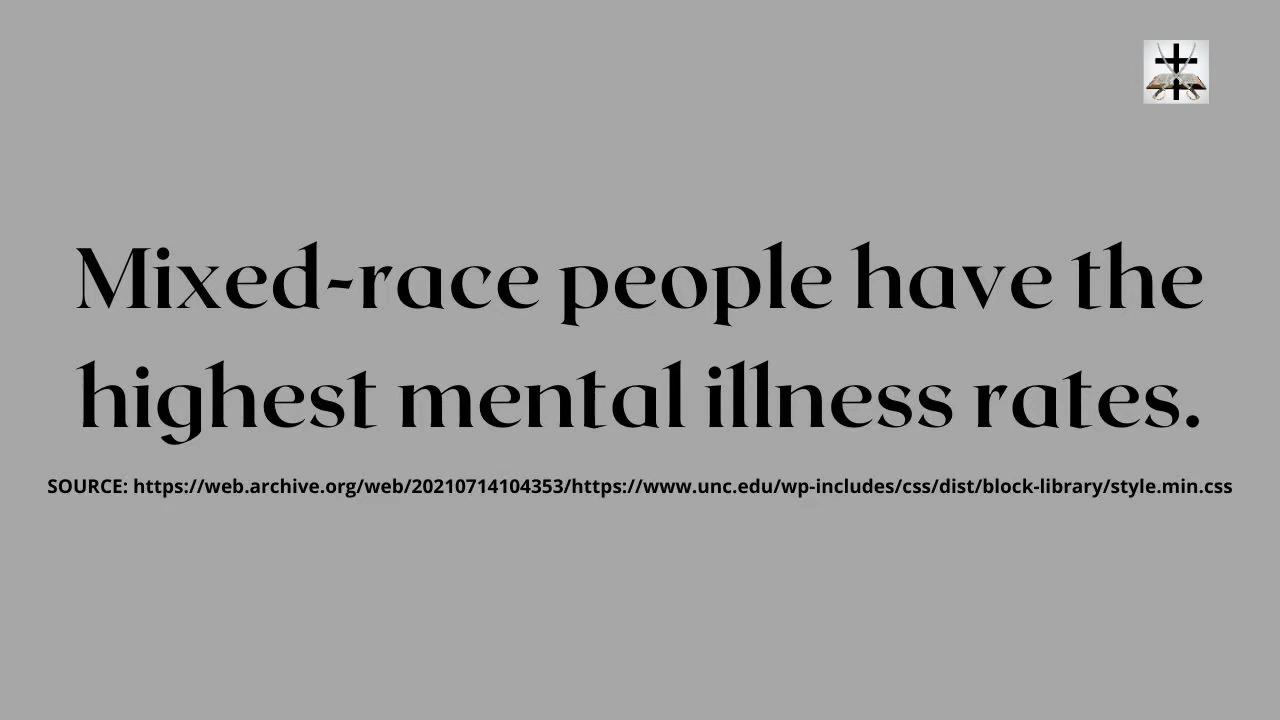 Mixed-race people have the
highest mental illness rates.
SOURCE: https://web.archive.org/web/20210714104353/https://www.unc.edu/wp-includes/css/dist/block-library/style.min.css